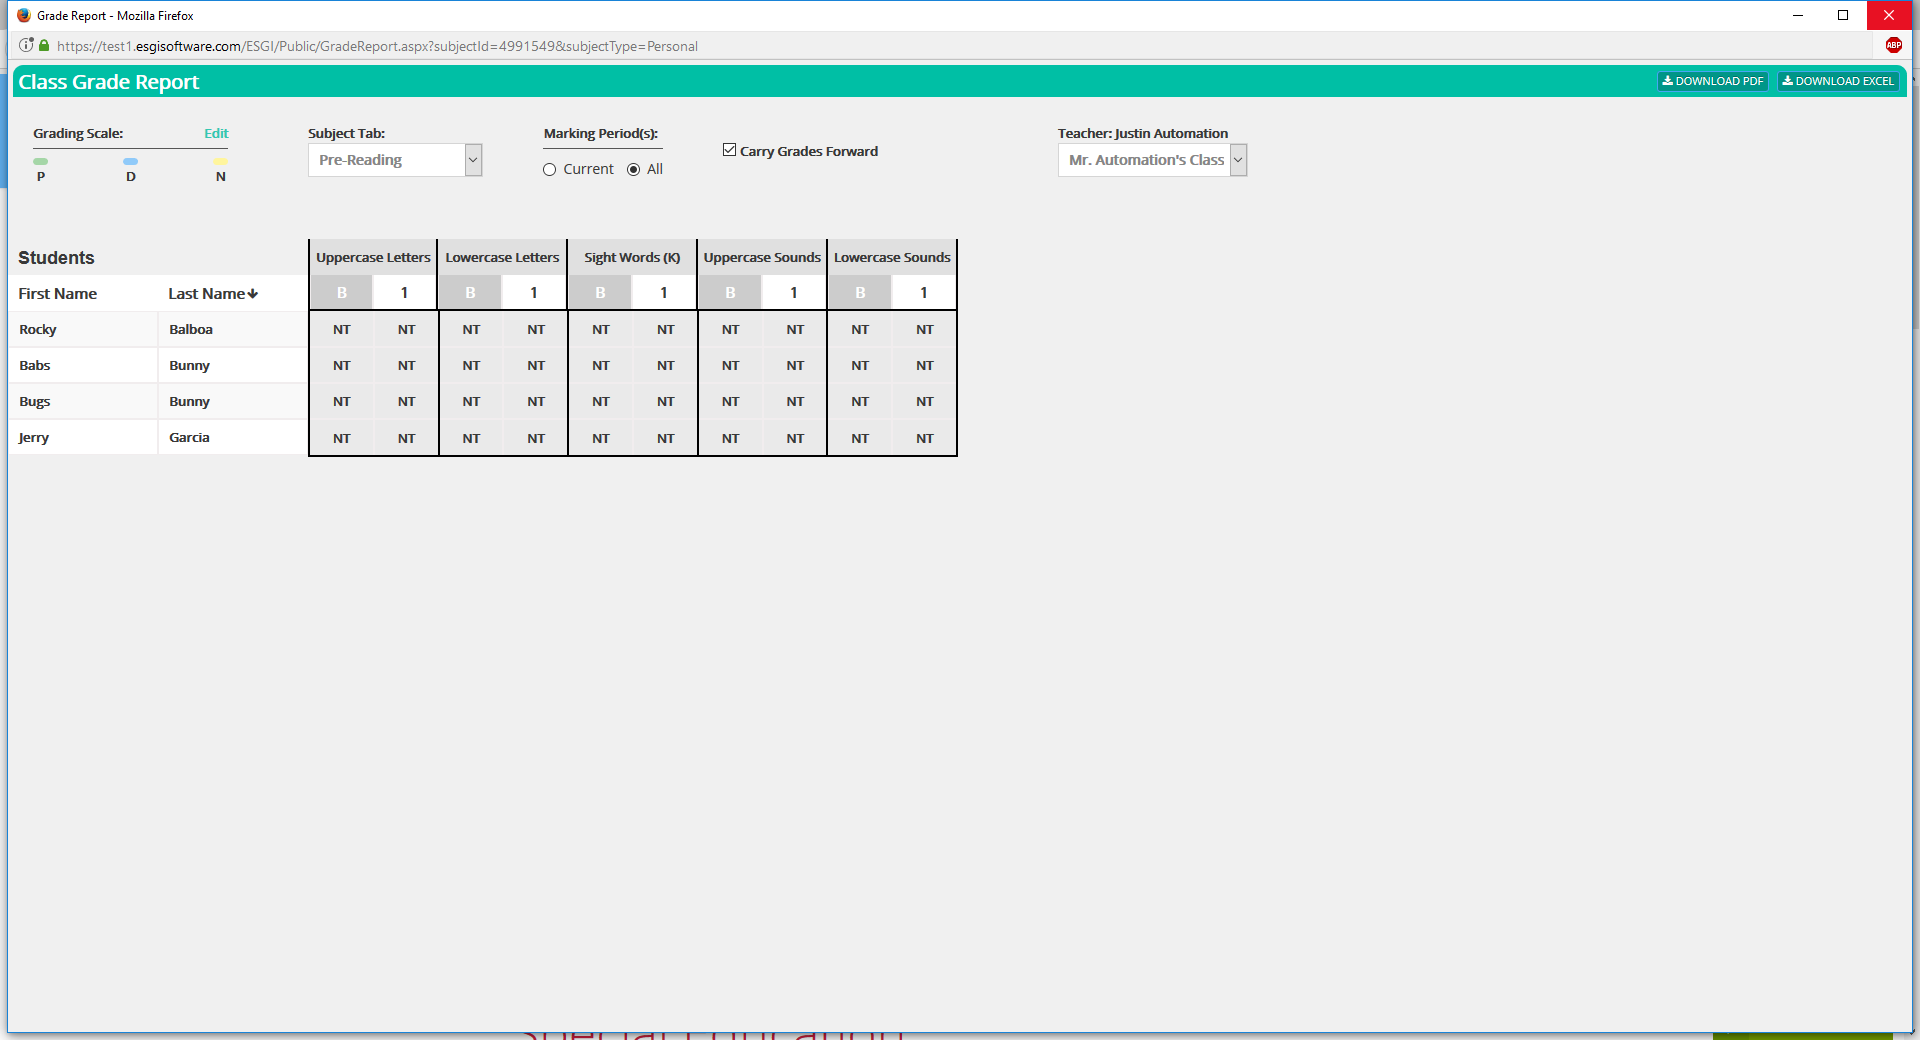 Grade Report - Mozilla Firefox
https://test1.esgisoftware.com/ESGI/Public/GradeReport.aspx?subjectId=4991549&subjectType=Personal
ABP
Class Grade Report
DOWNLOAD PDF
DOWNLOAD EXCEL
Grading Scale: Edit
P D N
Subject Tab:
Pre-Reading
Marking Period(s):
Current All
Carry Grades Forward
Teacher: Justin Automation
Mr. Automation's Class
Students Uppercase Letters Lowercase Letters Sight Words (K) Uppercase Sounds Lowercase Sounds
First Name Last Name B 1 B 1 B 1 B 1 B 1
Rocky Balboa NT NT NT NT NT NT NT NT NT NT
Babs Bunny NT NT NT NT NT NT NT NT NT NT
Bugs Bunny NT NT NT NT NT NT NT NT NT NT
Jerry Garcia NT NT NT NT NT NT NT NT NT NT
Special Education